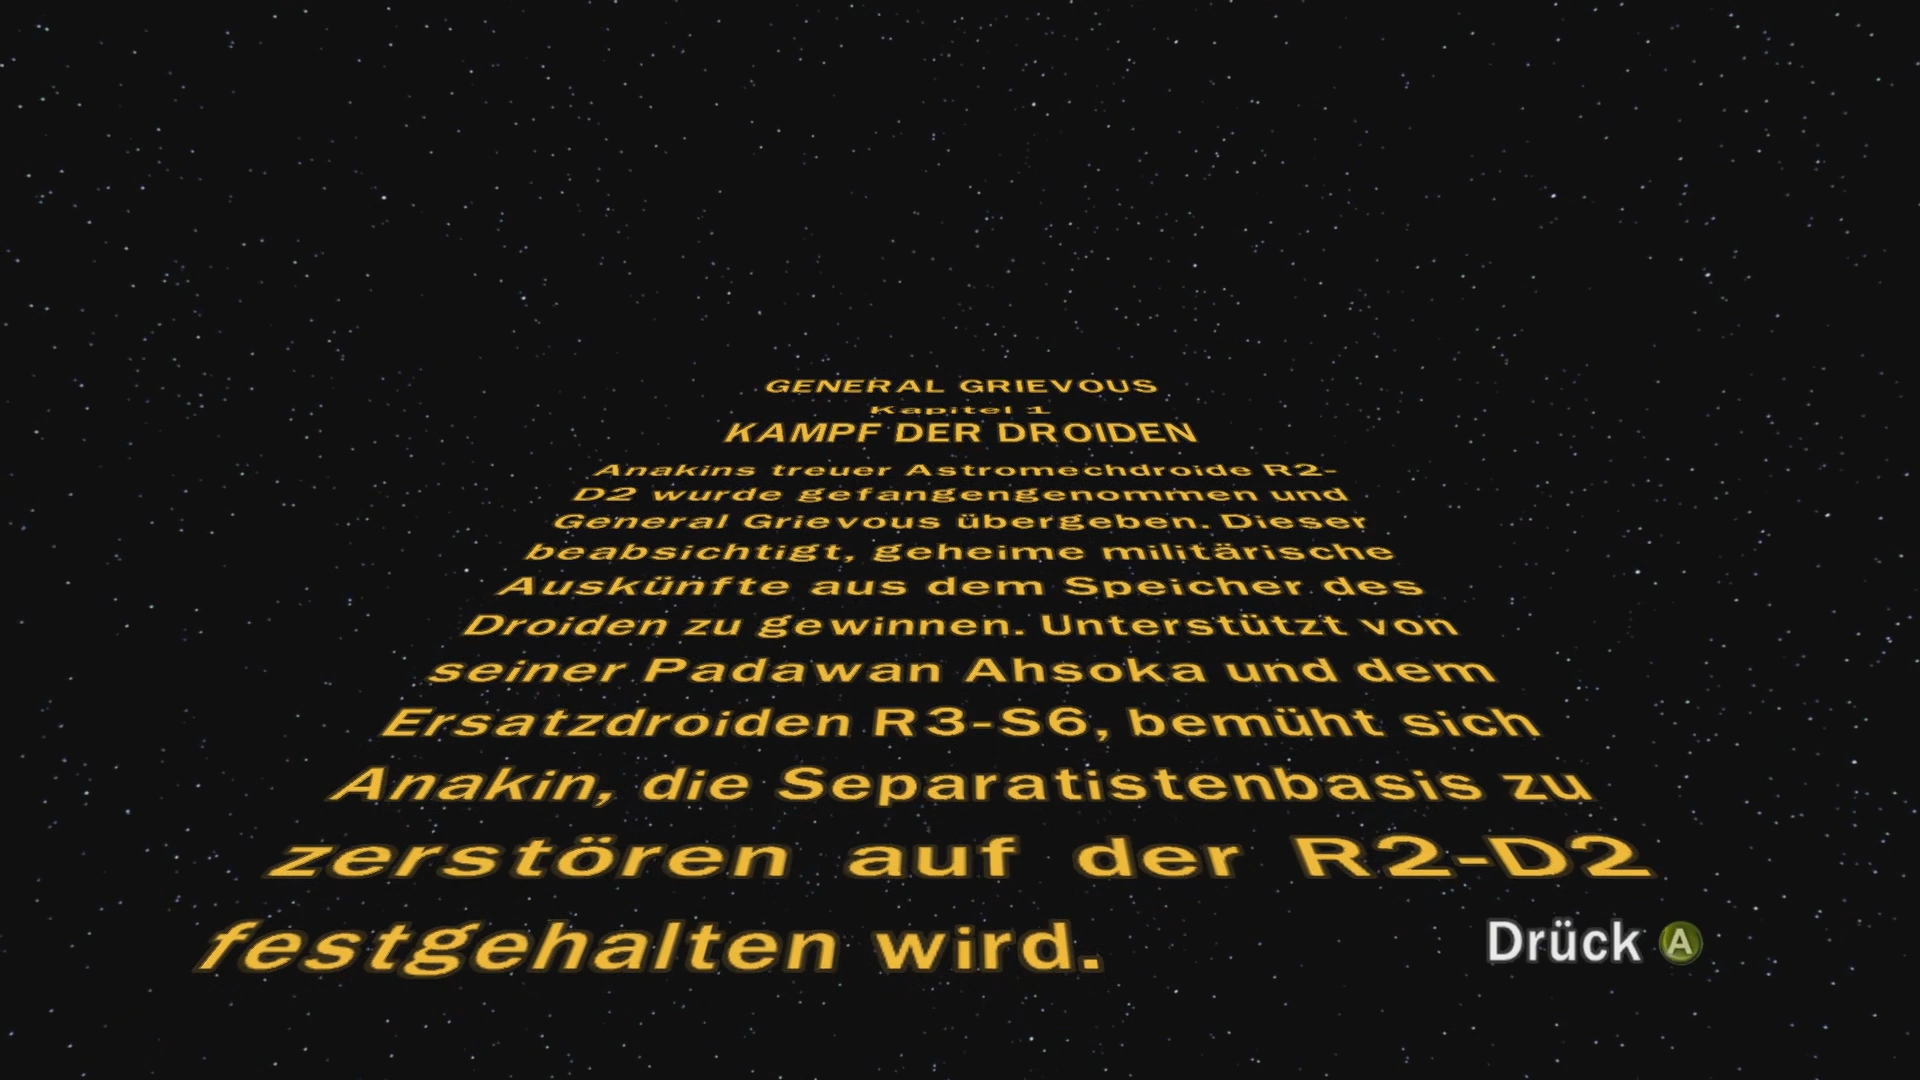 GENERAL GRIEVOUS
Kapitel 1
KAMPF DER DROIDEN
Anakins treuer Astromechdroide R2-
D2 wurde gefangengenommen und
General Grievous übergeben. Dieser
beabsichtigt, geheime militärische
Auskünfte aus dem Speicher des
Droiden zu gewinnen. Unterstützt von
seiner Padawan Ahsoka und dem
Ersatzdroiden R3-S6, bemüht sich
Anakin, die Separatistenbasis zu
zerstören auf der R2-D2
festgehalten wird.
Drück A